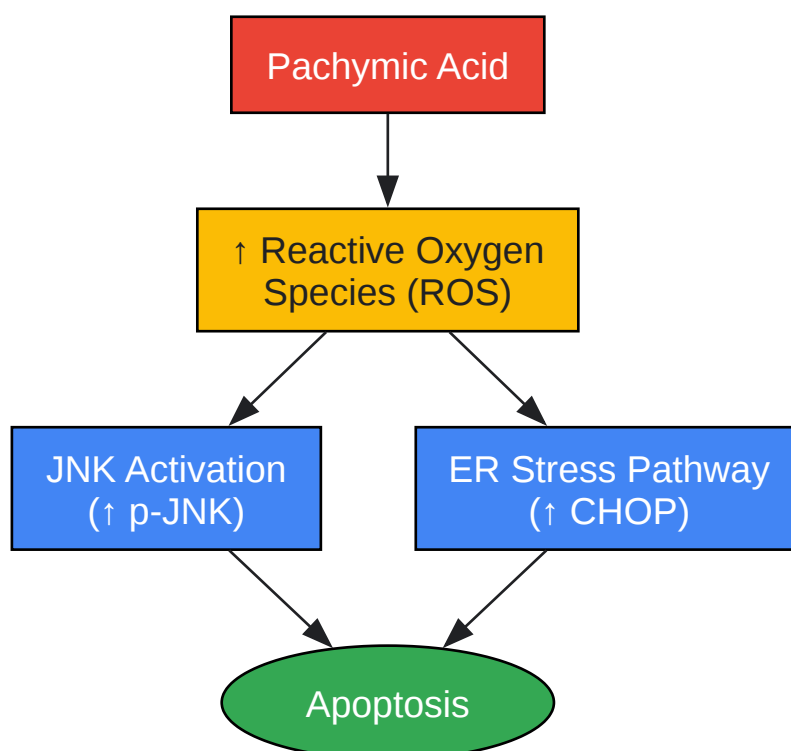 Pachymic Acid
↑ Reactive Oxygen
Species (ROS)
JNK Activation
(↑ p-JNK)
ER Stress Pathway
(↑ CHOP)
Apoptosis